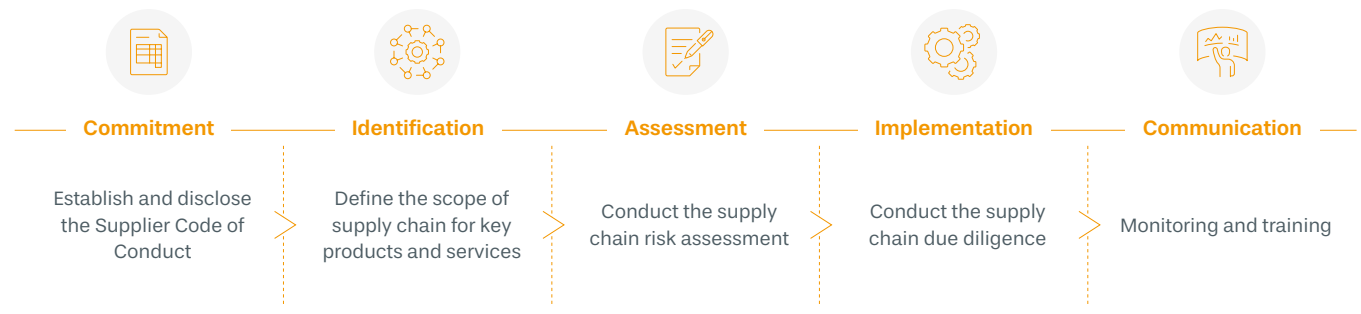 Commitment
Identification
Assessment
Implementation
Communication
Establish and disclose
the Supplier Code of
Conduct
Define the scope of
supply chain for key
products and services
Conduct the supply
chain risk assessment
Conduct the supply
chain due diligence
Monitoring and training